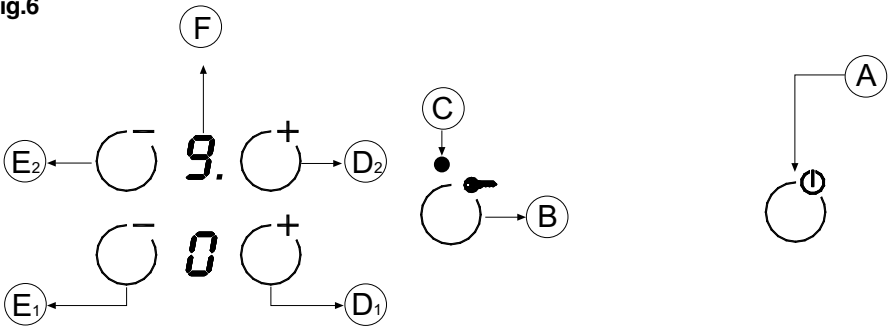 ig.6
F
A
C
E2 − 9. + D2
B
− 0 +
E1 D1